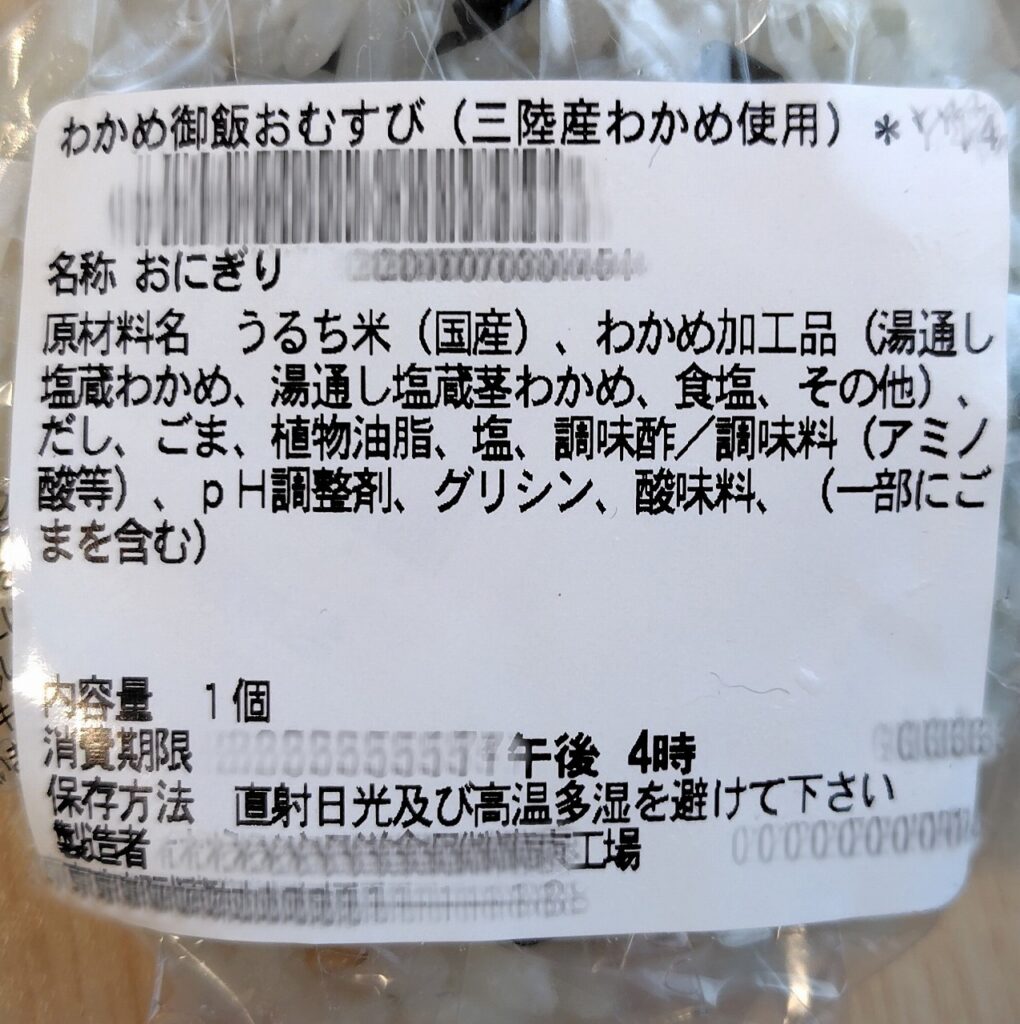 わかめ御飯おむすび（三陸産わかめ使用）＊
名称 おにぎり
原材料名　うるち米（国産）、わかめ加工品（湯通し
塩蔵わかめ、湯通し塩蔵茎わかめ、食塩、その他）、
だし、ごま、植物油脂、塩、調味酢／調味料（アミノ
酸等）、ｐＨ調整剤、グリシン、酸味料、（一部にご
まを含む）
内容量　１個
消費期限 午後 4時
保存方法　直射日光及び高温多湿を避けて下さい
製造者 工場